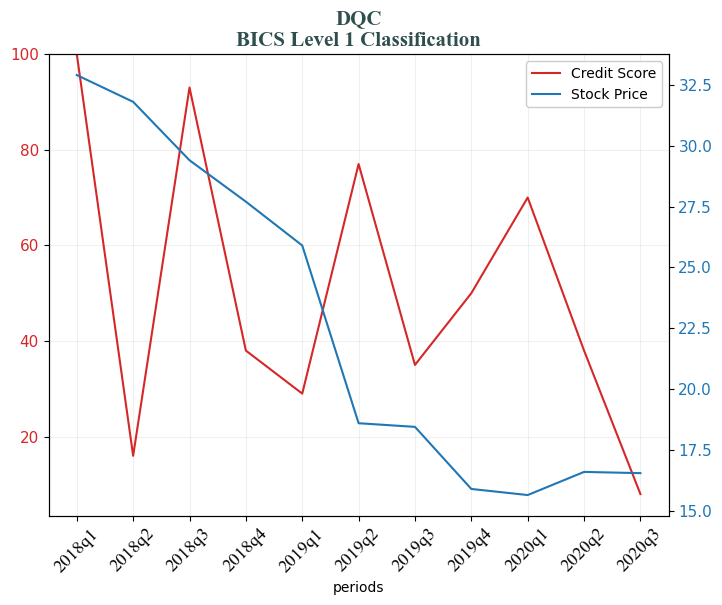 DQC
BICS Level 1 Classification
Credit Score
Stock Price
100
80
60
40
20
32.5
30.0
27.5
25.0
22.5
20.0
17.5
15.0
2018q1
2018q2
2018q3
2018q4
2019q1
2019q2
2019q3
2019q4
2020q1
2020q2
2020q3
periods